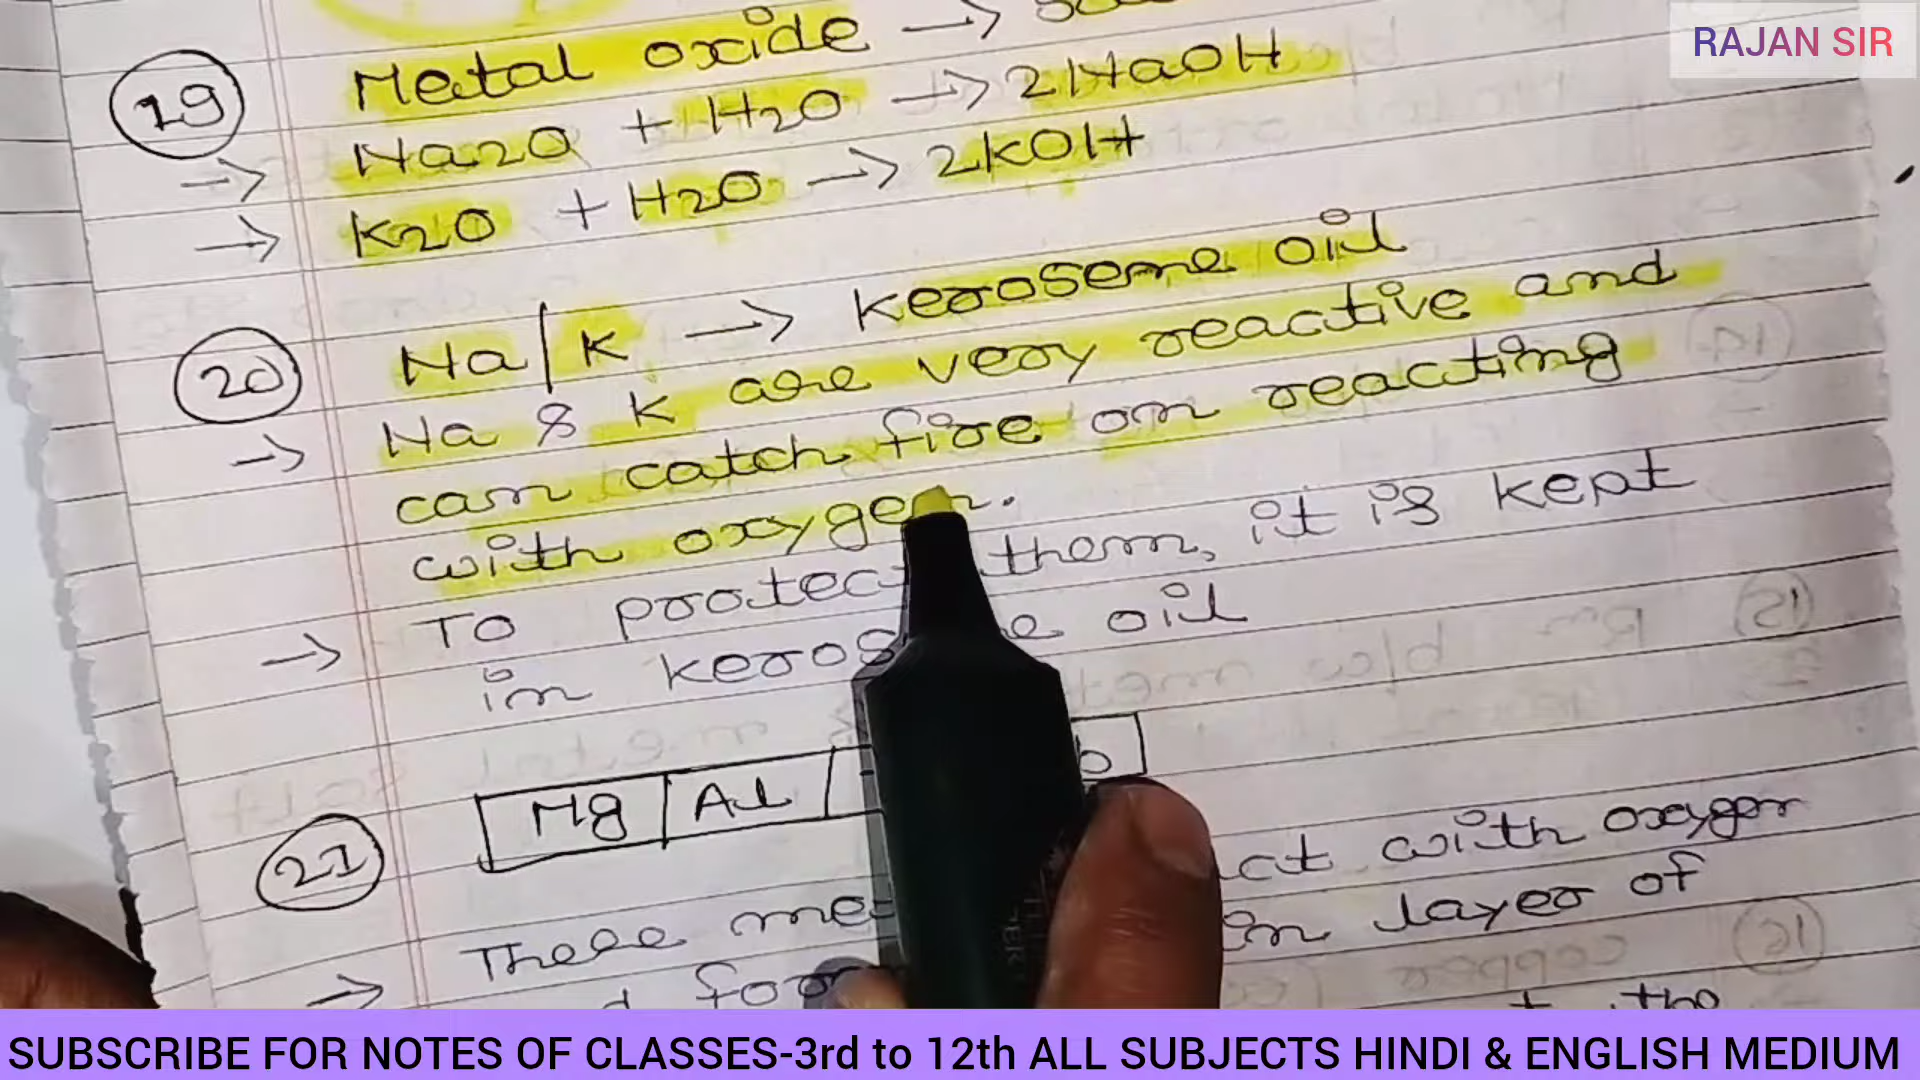 RAJAN SIR
19 Metal oxide →
→ Na2O + H2O → 2NaOH
→ K2O + H2O → 2KOH
20 Na | K → Kerosene oil
→ Na & K are very reactive and
can catch fire on reacting
with oxygen.
→ To protect them, it is kept
in oil
21 Mg | Al |
→ These with oxygen
layer of
the
SUBSCRIBE FOR NOTES OF CLASSES-3rd to 12th ALL SUBJECTS HINDI & ENGLISH MEDIUM